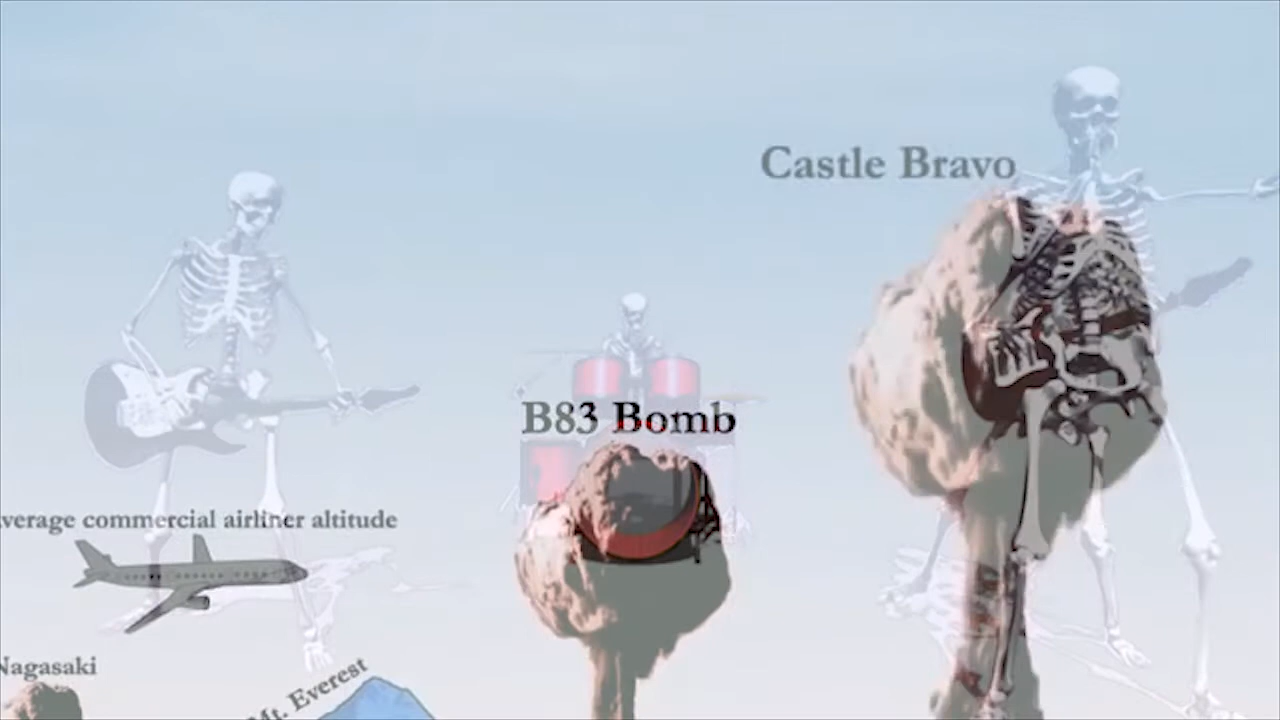 Castle Bravo
B83 Bomb
verage commercial airliner altitude
Nagasaki
Mt. Everest